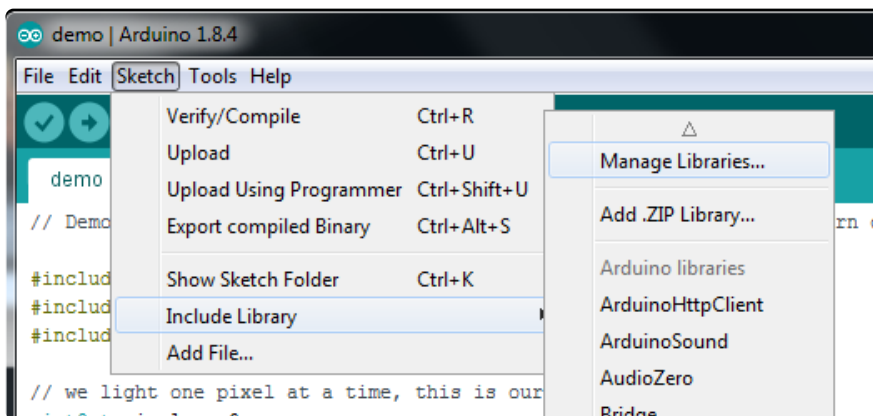 demo | Arduino 1.8.4
File Edit Sketch Tools Help
Verify/Compile Ctrl+R
Upload Ctrl+U
Upload Using Programmer Ctrl+Shift+U
Export compiled Binary Ctrl+Alt+S
Show Sketch Folder Ctrl+K
Include Library
Add File...
Manage Libraries...
Add .ZIP Library...
Arduino libraries
ArduinoHttpClient
ArduinoSound
AudioZero
Bridge
demo
// Demo
#includ
#includ
#includ
// we light one pixel at a time, this is our